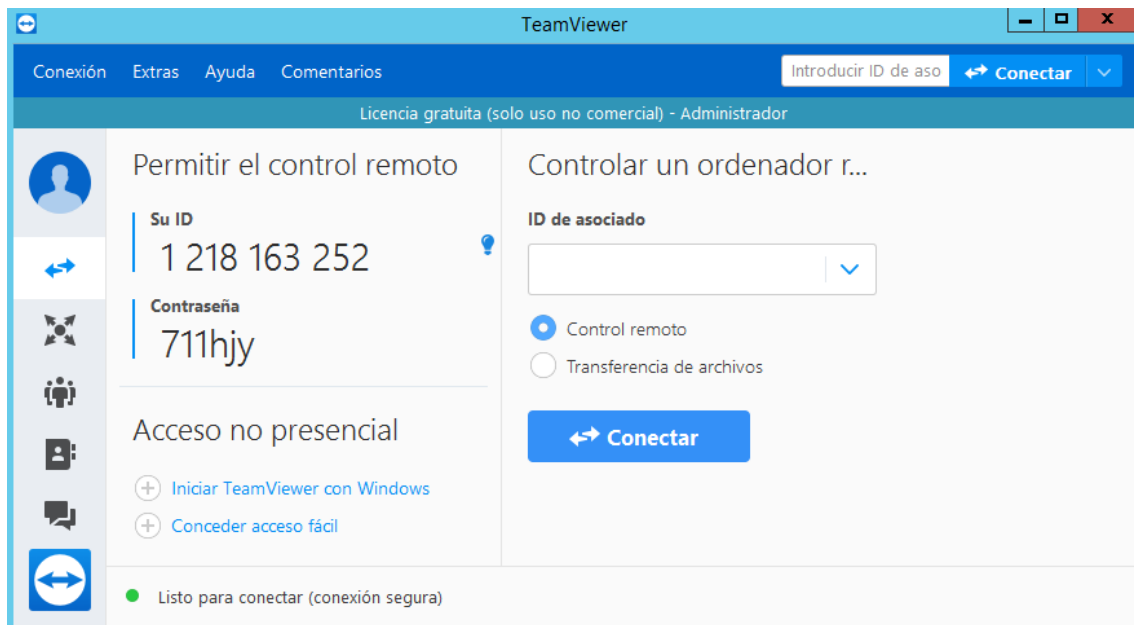 TeamViewer
Conexión Extras Ayuda Comentarios
Introducir ID de aso
Conectar
Licencia gratuita (solo uso no comercial) - Administrador
Permitir el control remoto
Su ID
1 218 163 252
Contraseña
711hjy
Acceso no presencial
Iniciar TeamViewer con Windows
Conceder acceso fácil
Controlar un ordenador r...
ID de asociado
Control remoto
Transferencia de archivos
Conectar
Listo para conectar (conexión segura)